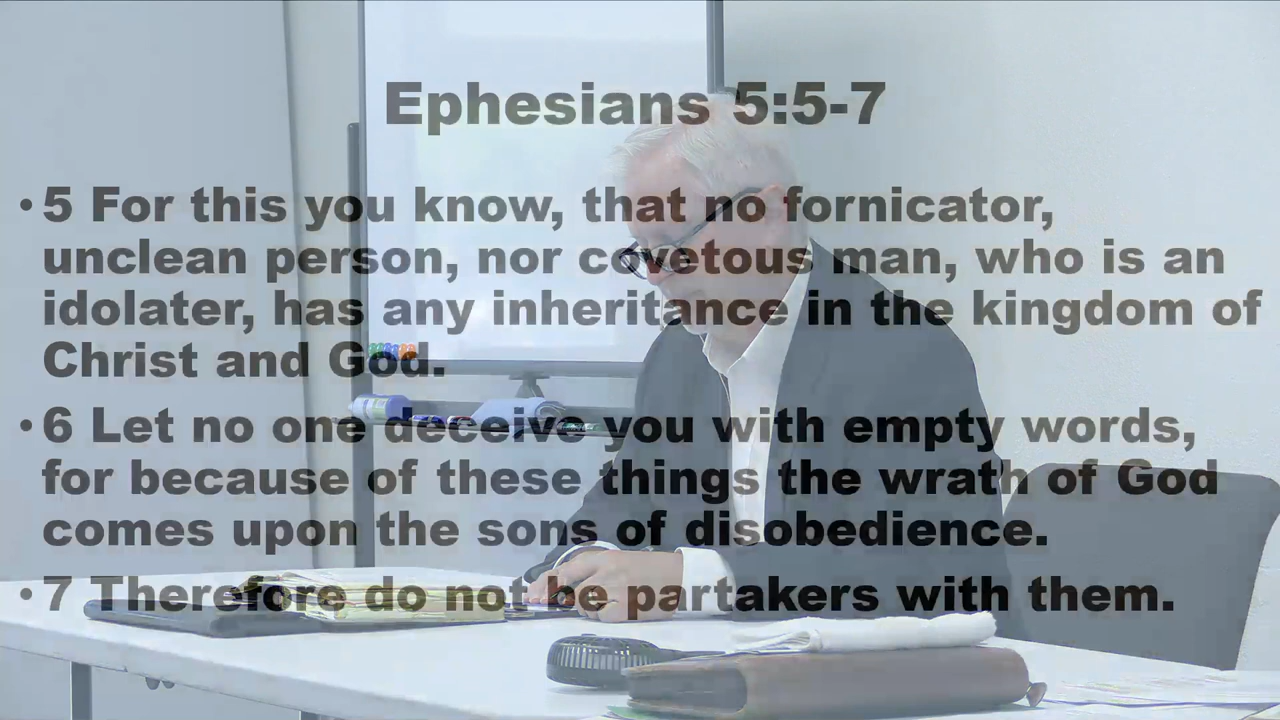 Ephesians 5:5-7
• 5 For this you know, that no fornicator,
unclean person, nor covetous man, who is an
idolater, has any inheritance in the kingdom of
Christ and God.
• 6 Let no one deceive you with empty words,
for because of these things the wrath of God
comes upon the sons of disobedience.
• 7 Therefore do not be partakers with them.